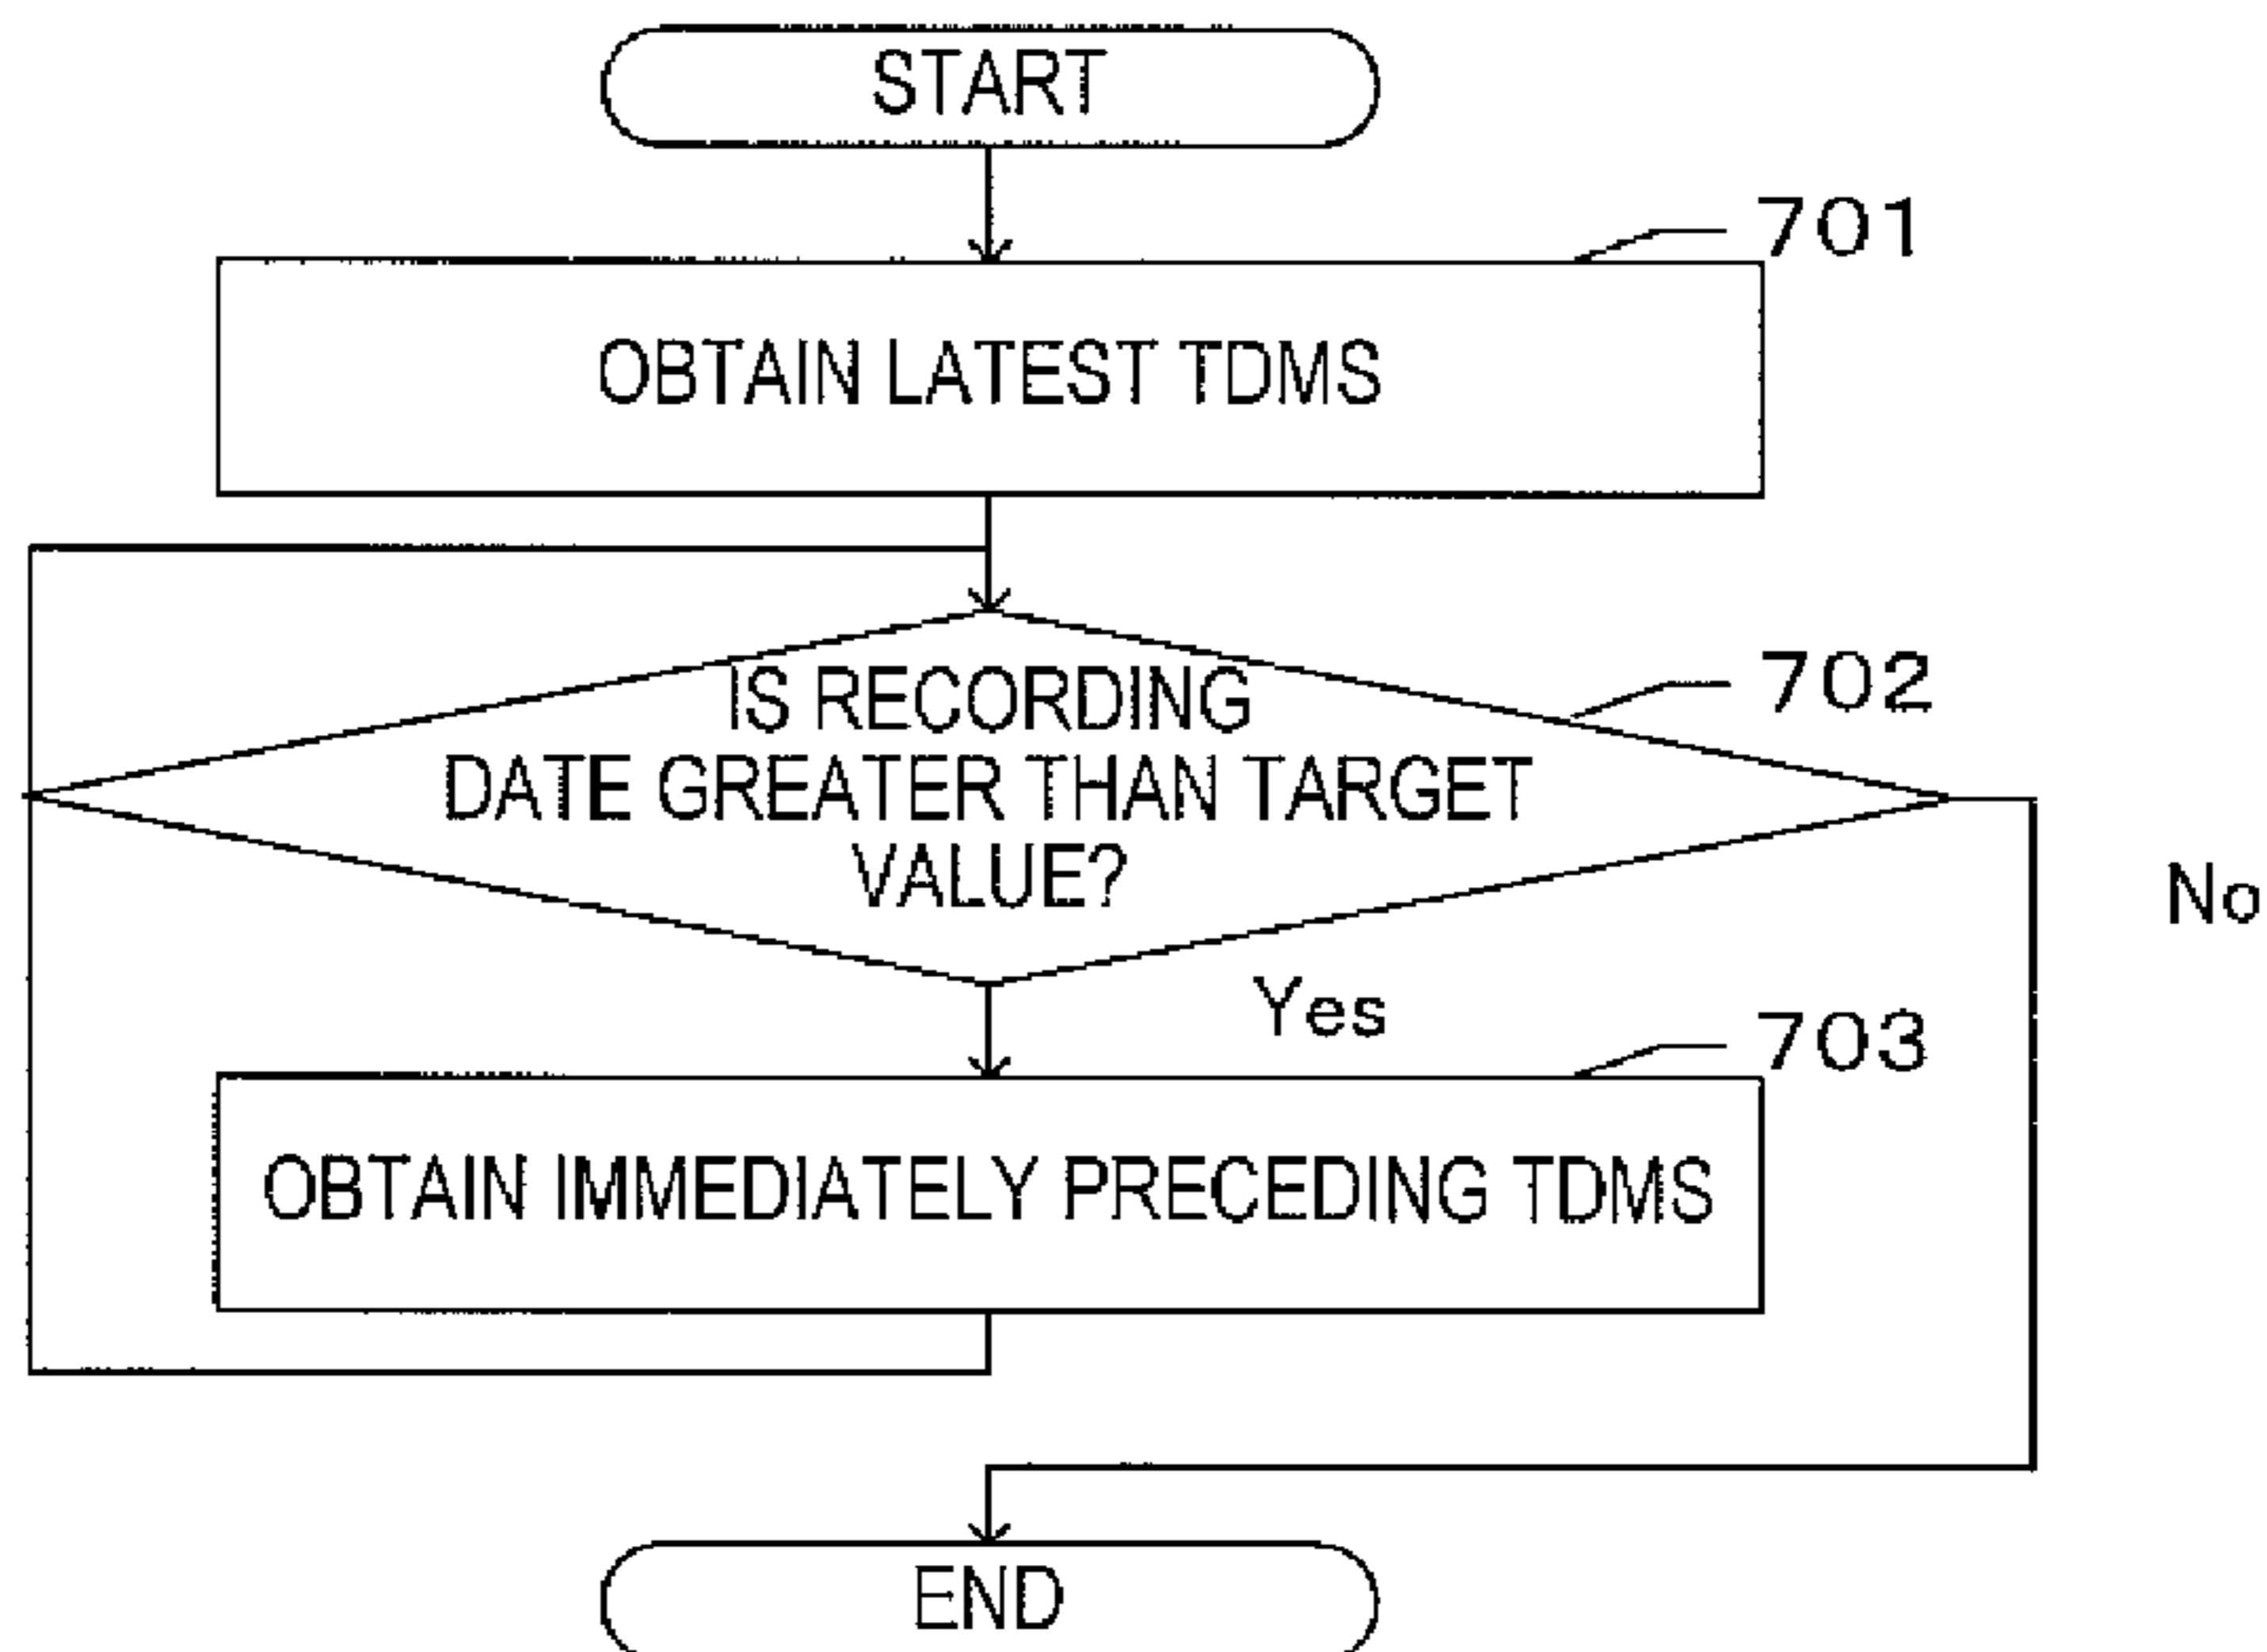 START
701
OBTAIN LATEST TDMS
702
IS RECORDING
DATE GREATER THAN TARGET
VALUE?
No
Yes
703
OBTAIN IMMEDIATELY PRECEDING TDMS
END